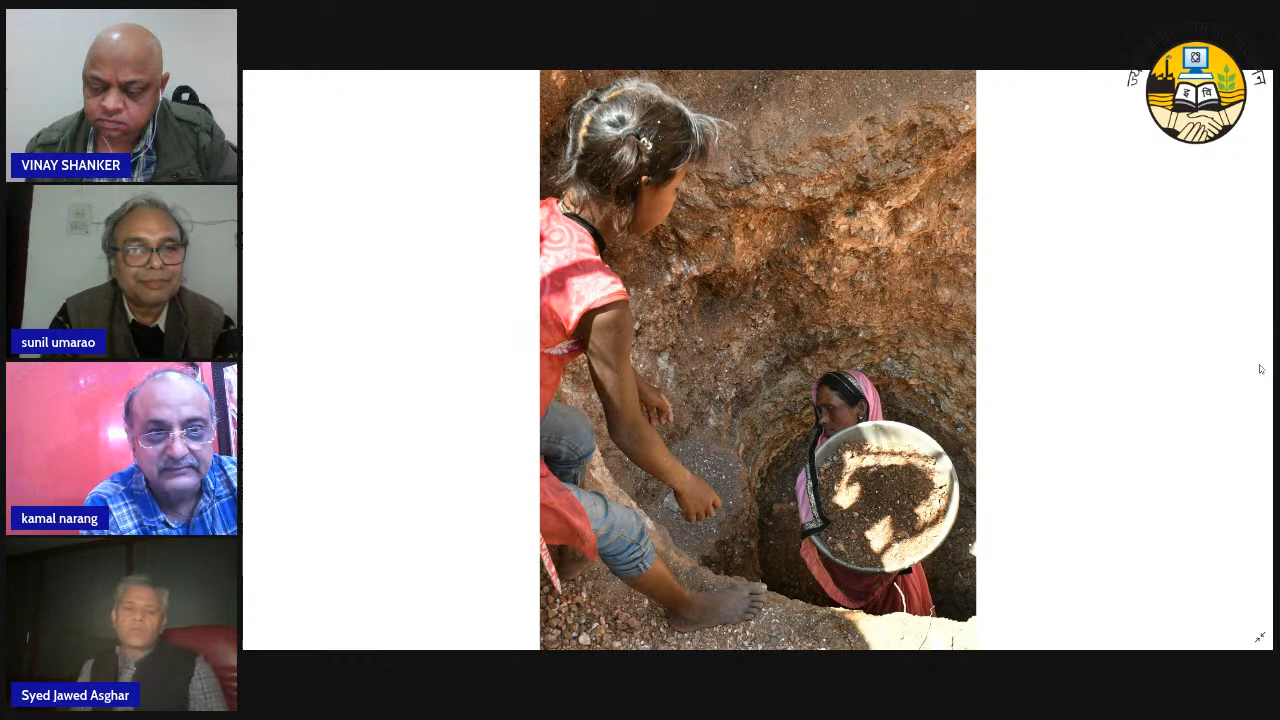 VINAY SHANKER
sunil umarao
kamal narang
Syed Jawed Asghar
इ वि